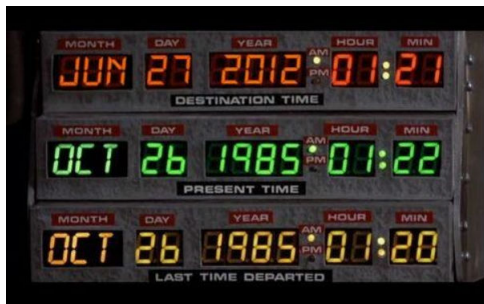 MONTH DAY YEAR AM HOUR MIN
JUN 27 2012 PM 01:21
DESTINATION TIME
MONTH DAY YEAR AM HOUR MIN
OCT 26 1985 PM 01:22
PRESENT TIME
MONTH DAY YEAR AM HOUR MIN
OCT 26 1985 PM 01:20
LAST TIME DEPARTED